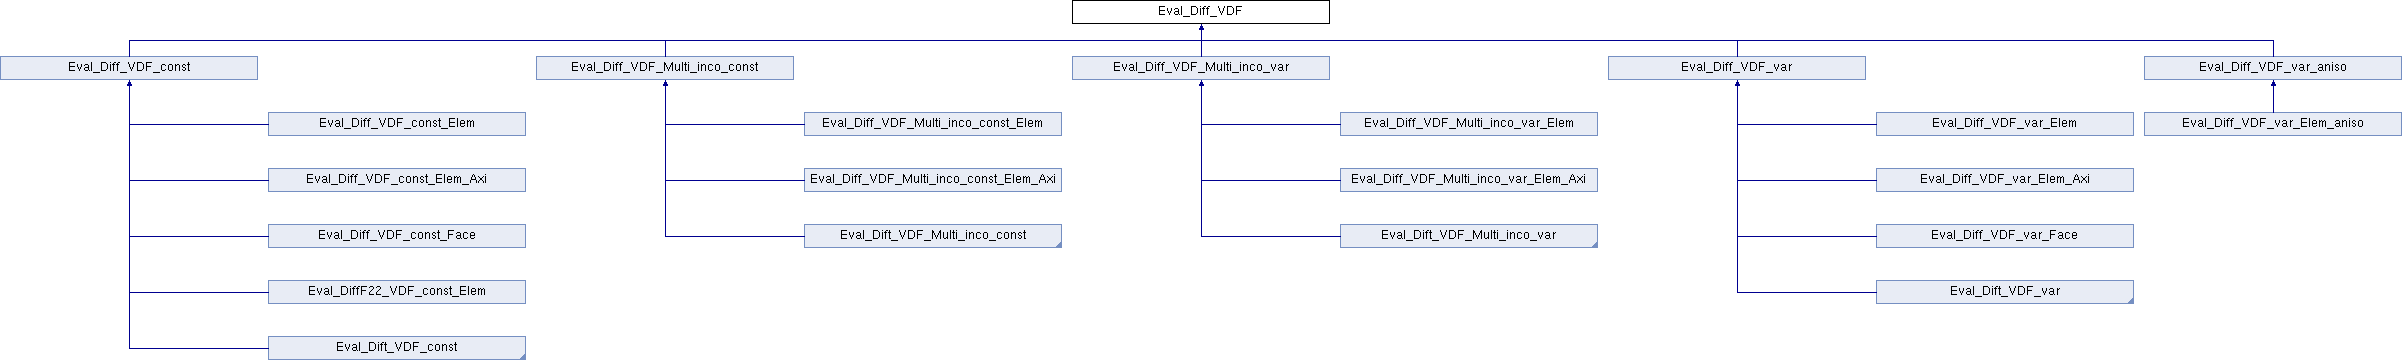 Eval_Diff_VDF
Eval_Diff_VDF_const
Eval_Diff_VDF_Multi_inco_const
Eval_Diff_VDF_Multi_inco_var
Eval_Diff_VDF_var
Eval_Diff_VDF_var_aniso
Eval_Diff_VDF_const_Elem
Eval_Diff_VDF_Multi_inco_const_Elem
Eval_Diff_VDF_Multi_inco_var_Elem
Eval_Diff_VDF_var_Elem
Eval_Diff_VDF_var_Elem_aniso
Eval_Diff_VDF_const_Elem_Axi
Eval_Diff_VDF_Multi_inco_const_Elem_Axi
Eval_Diff_VDF_Multi_inco_var_Elem_Axi
Eval_Diff_VDF_var_Elem_Axi
Eval_Diff_VDF_const_Face
Eval_Dift_VDF_Multi_inco_const
Eval_Dift_VDF_Multi_inco_var
Eval_Diff_VDF_var_Face
Eval_DiffF22_VDF_const_Elem
Eval_Dift_VDF_var
Eval_Dift_VDF_const